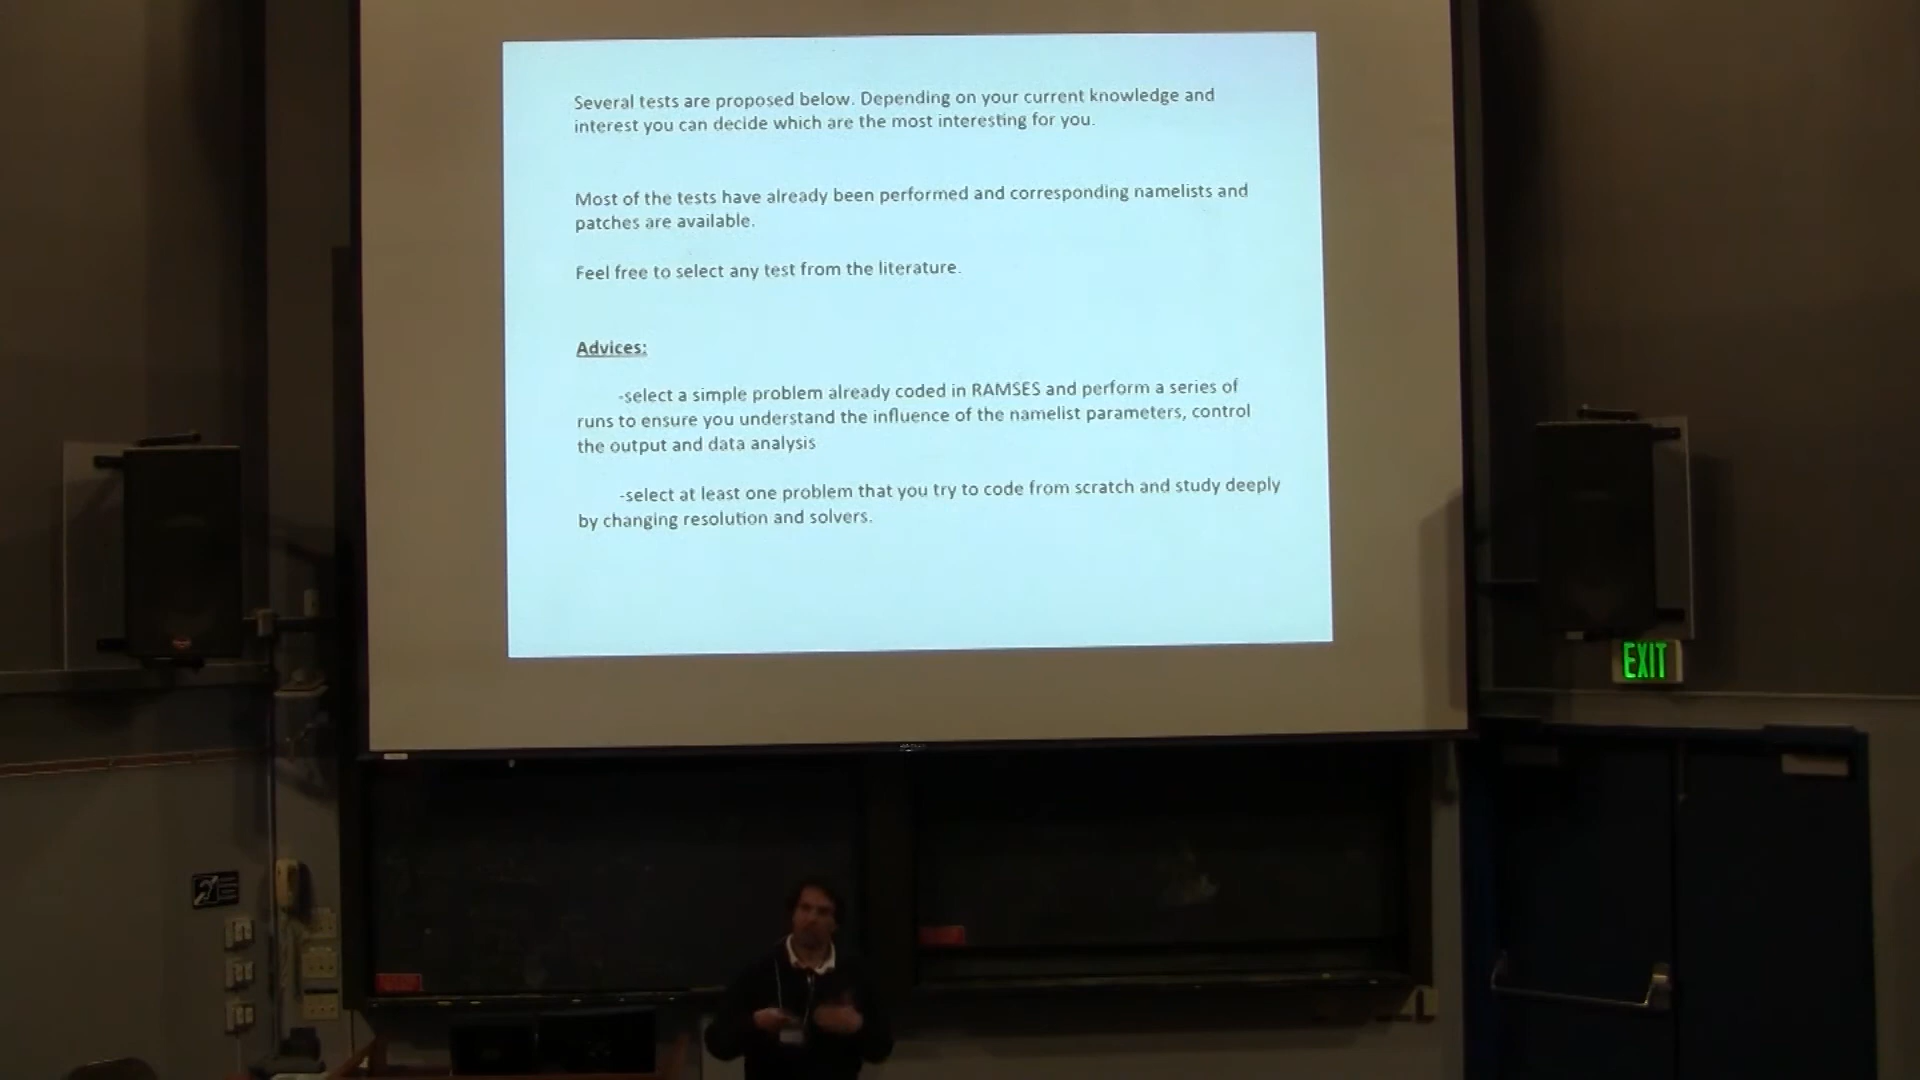 Several tests are proposed below. Depending on your current knowledge and
interest you can decide which are the most interesting for you.
Most of the tests have already been performed and corresponding namelists and
patches are available.
Feel free to select any test from the literature.
Advices:
-select a simple problem already coded in RAMSES and perform a series of
runs to ensure you understand the influence of the namelist parameters, control
the output and data analysis
-select at least one problem that you try to code from scratch and study deeply
by changing resolution and solvers.
EXIT